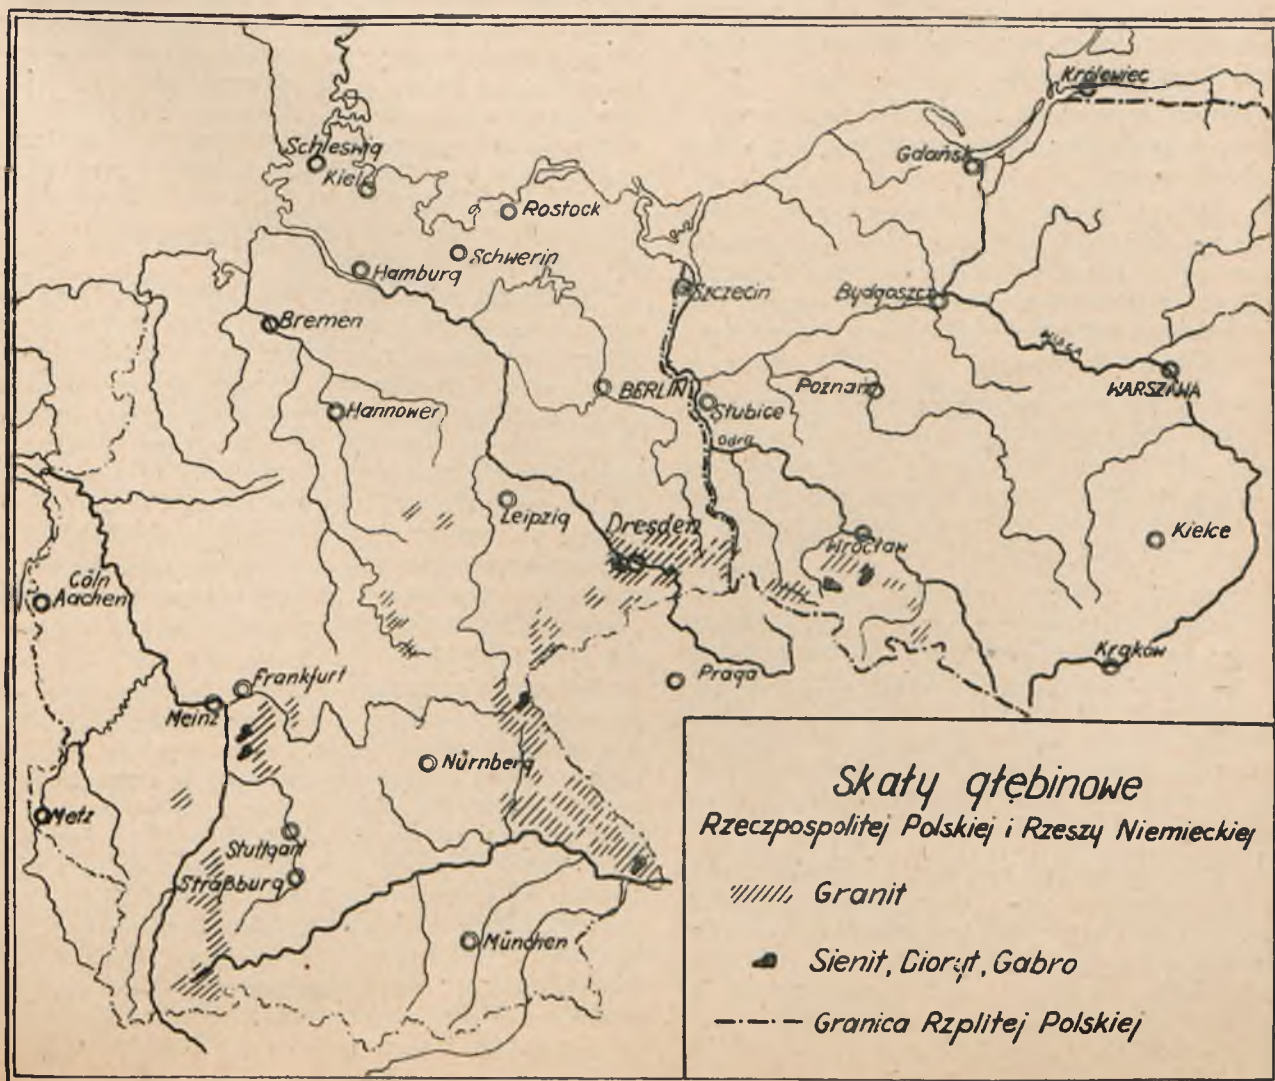 Królewiec
Schleswig
Kiel
Gdańsk
Rostock
Schwerin
Hamburg
Szczecin
Bydgoszcz
Bremen
Wisła
BERLIN
Poznań
WARSZAWA
Hannower
Słubice
Odra
Leipzig
Dresden
Wrocław
Kielce
Cöln
Aachen
Kraków
Frankfurt
Praga
Meinz
Nürnberg
Metz
Stuttgart
Straßburg
München
Skały głębinowe
Rzeczpospolitej Polskiej i Rzeszy Niemieckiej
Granit
Sienit, Dioryt, Gabro
Granica Rzplitej Polskiej